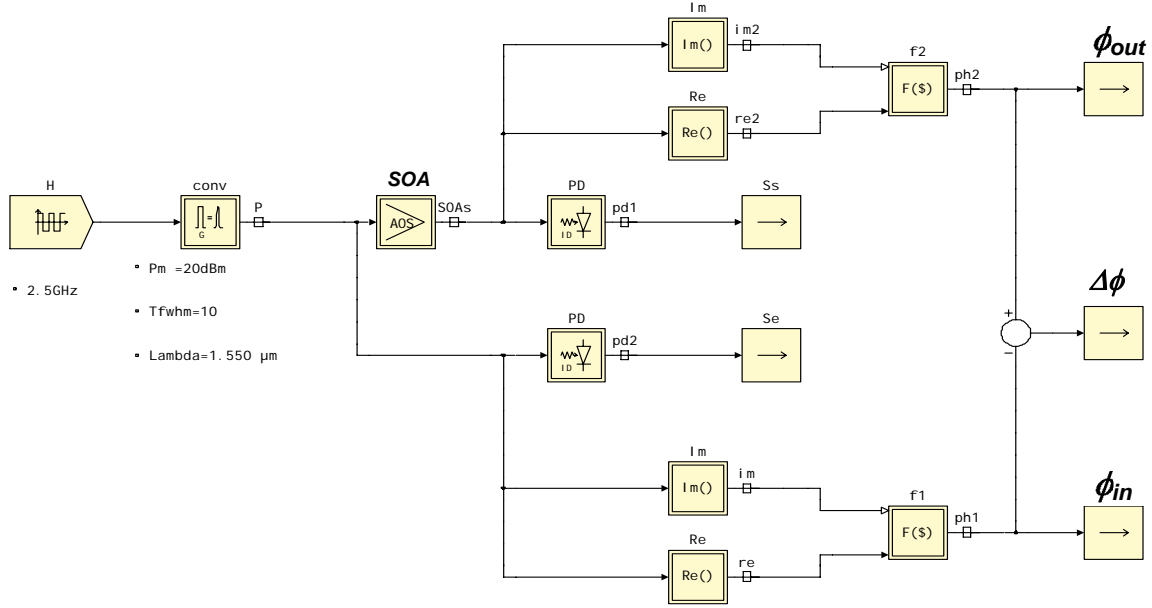 Im
im2
Im()
ϕout
f2
ph2
F($)
Re
re2
Re()
H
conv
P
G
SOA
SOAs
AOS
PD
pd1
ID
Ss
▪ Pm =20dBm
▪ 2.5GHz
▪ Tfwhm=10
▪ Lambda=1.550 µm
PD
pd2
ID
Se
Δϕ
+
−
Im
im
Im()
ϕin
f1
ph1
F($)
Re
re
Re()